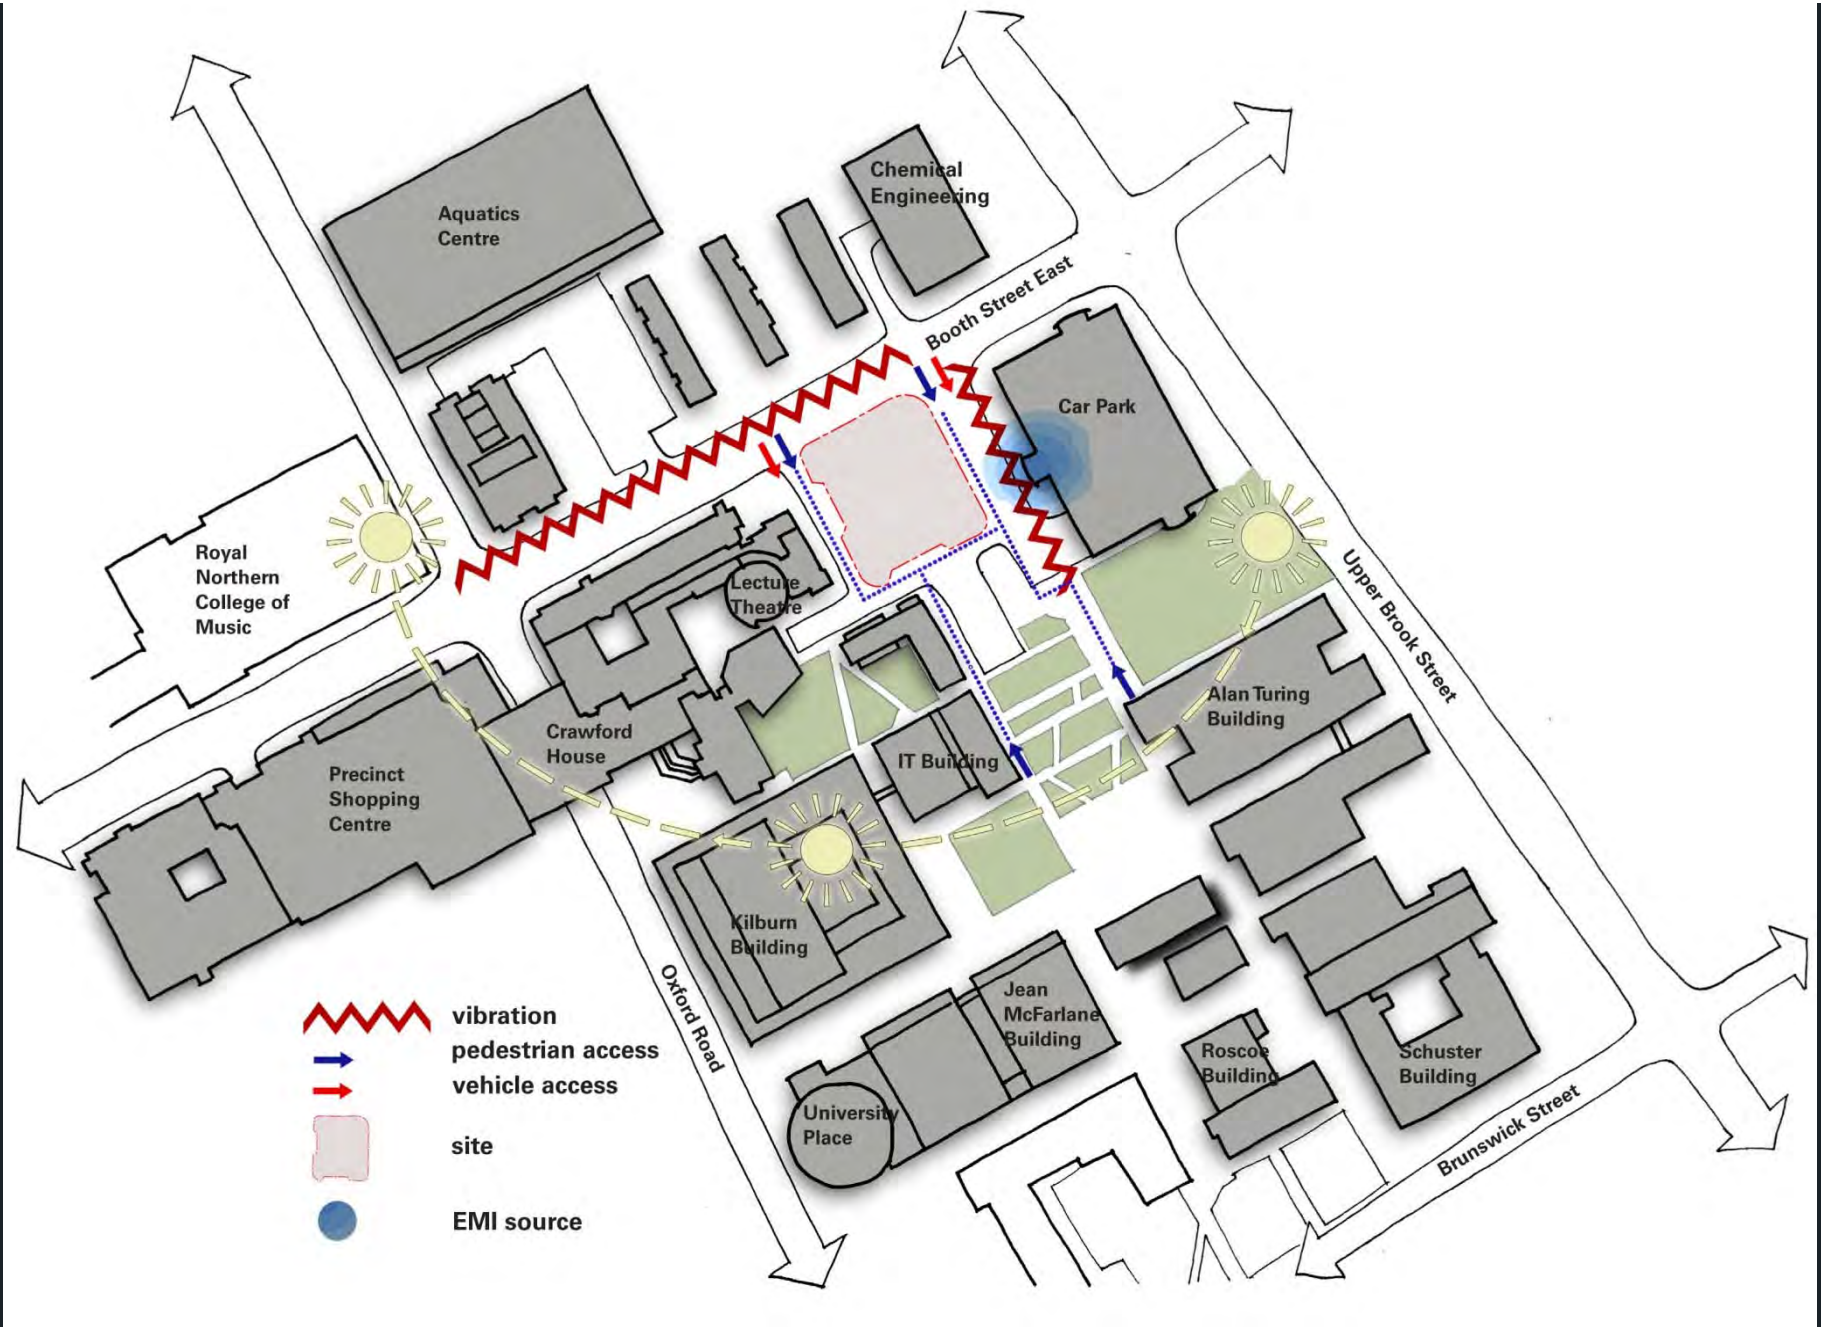 Chemical
Engineering
Aquatics
Centre
Booth Street East
Car Park
Royal
Northern
College of
Music
Lecture
Theatre
Upper Brook Street
Alan Turing
Building
Crawford
House
IT Building
Precinct
Shopping
Centre
Kilburn
Building
Oxford Road
Jean
McFarlane
Building
Roscoe
Building
Schuster
Building
University
Place
Brunswick Street
vibration
pedestrian access
vehicle access
site
EMI source